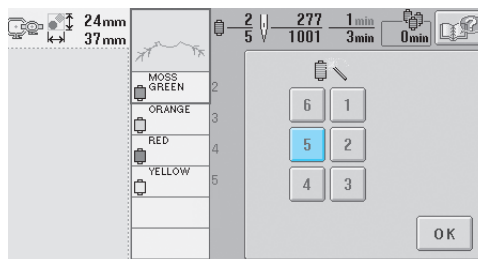 24mm
37mm
2
5
277
1001
1min
3min
0min
MOSS
GREEN
2
ORANGE
3
RED
4
YELLOW
5
6 1
5 2
4 3
OK